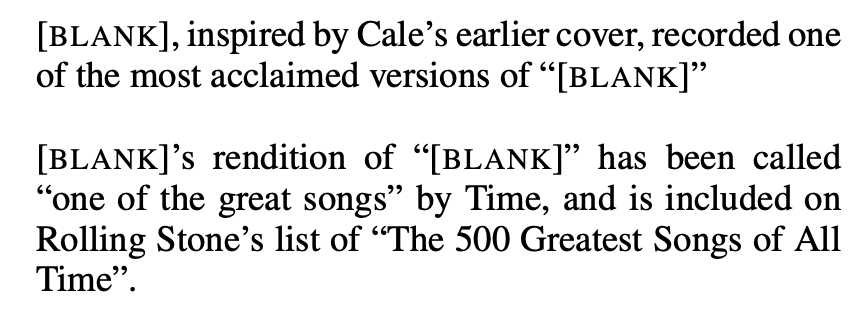 [BLANK], inspired by Cale’s earlier cover, recorded one
of the most acclaimed versions of “[BLANK]”
[BLANK]’s rendition of “[BLANK]” has been called
“one of the great songs” by Time, and is included on
Rolling Stone’s list of “The 500 Greatest Songs of All
Time”.